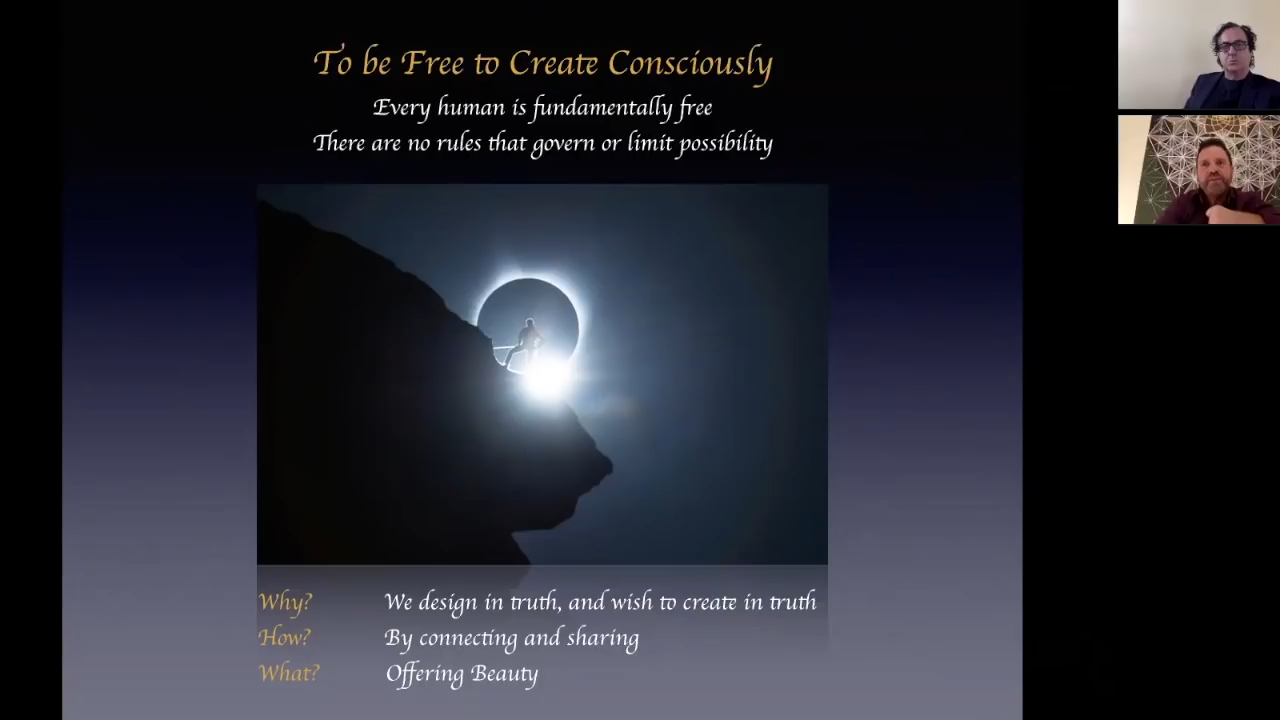 To be Free to Create Consciously
Every human is fundamentally free
There are no rules that govern or limit possibility
Why? We design in truth, and wish to create in truth
How? By connecting and sharing
What? Offering Beauty